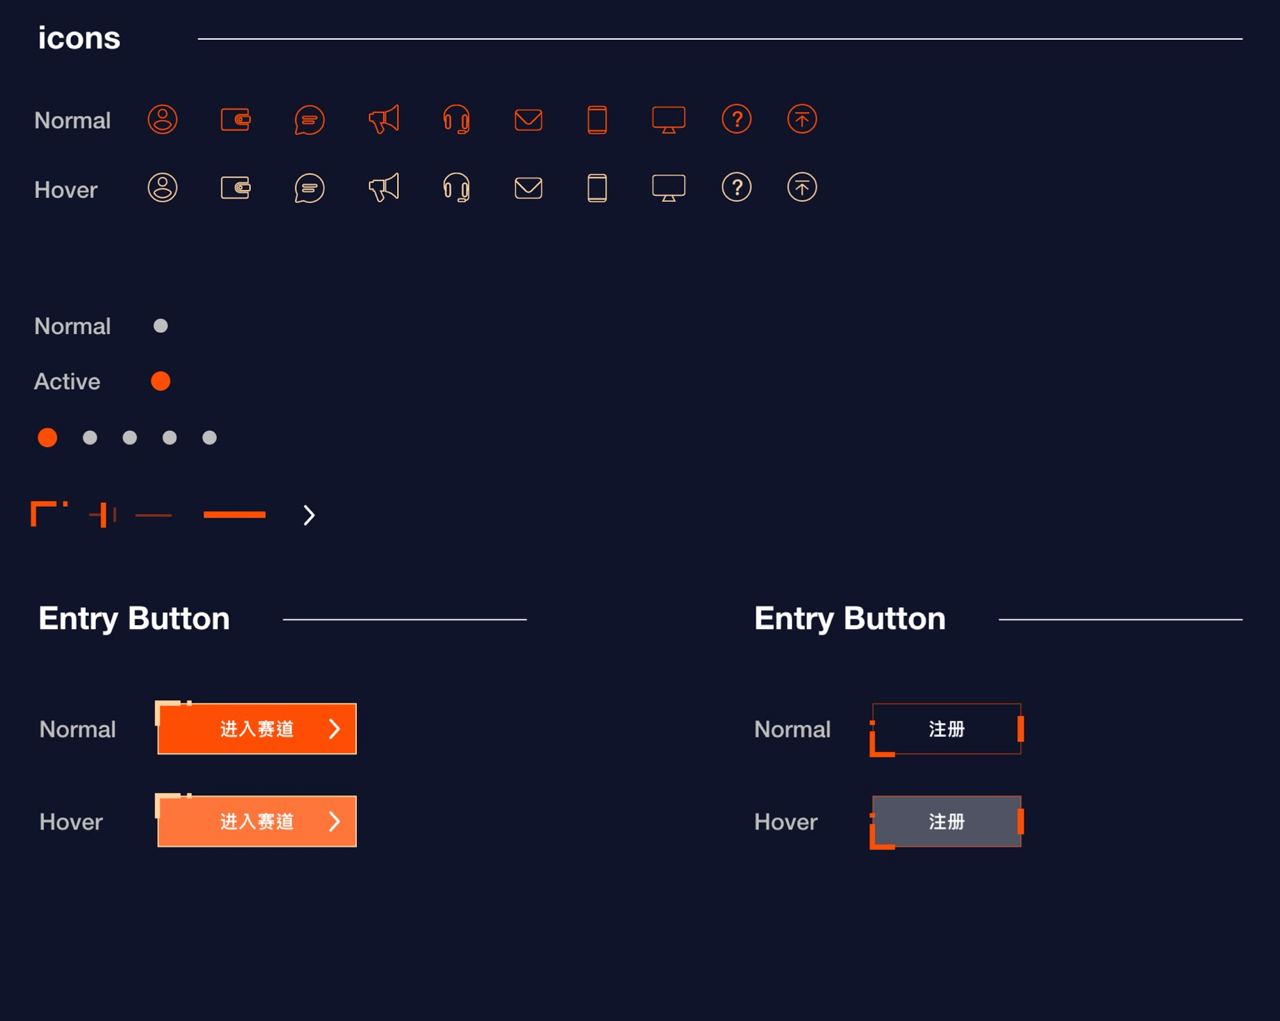 icons
Normal
Hover
Normal
Active
Entry Button
Entry Button
Normal
进入赛道
Normal
注册
Hover
进入赛道
Hover
注册